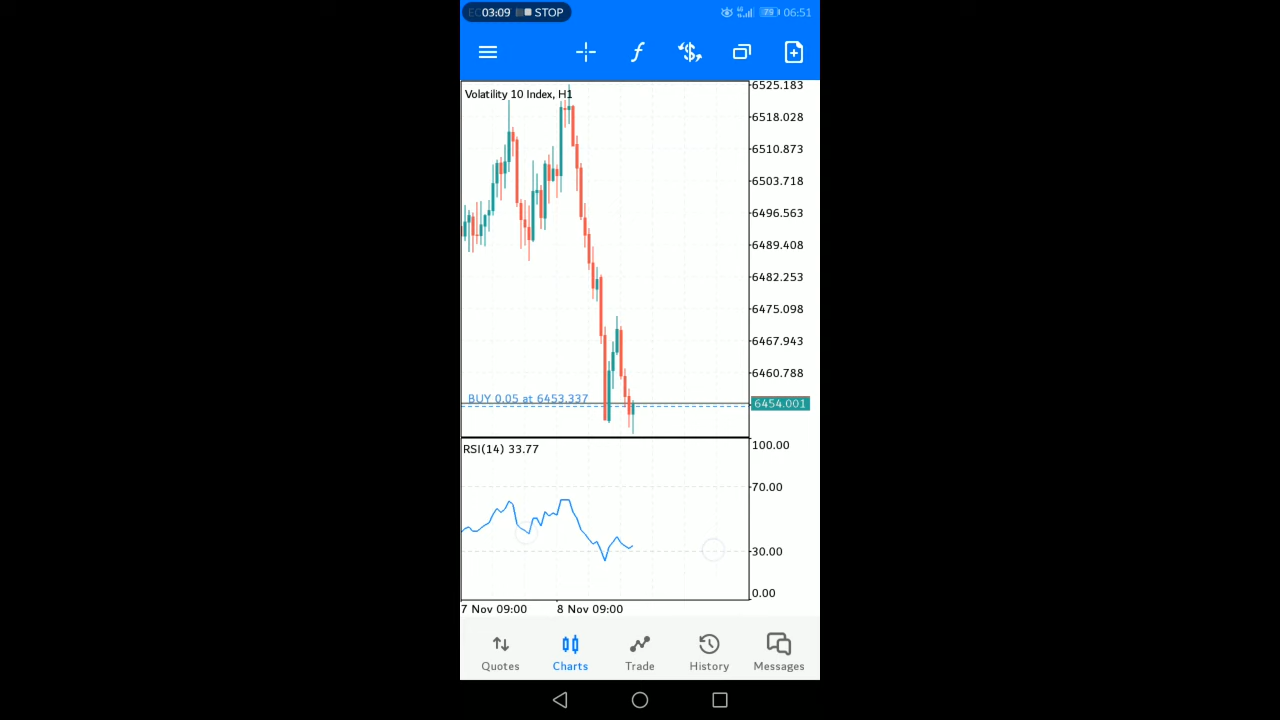 03:09 STOP 79 06:51
Volatility 10 Index, H1
6525.183
6518.028
6510.873
6503.718
6496.563
6489.408
6482.253
6475.098
6467.943
6460.788
BUY 0.05 at 6453.337
6454.001
RSI(14) 33.77
100.00
70.00
30.00
0.00
7 Nov 09:00 8 Nov 09:00
Quotes Charts Trade History Messages